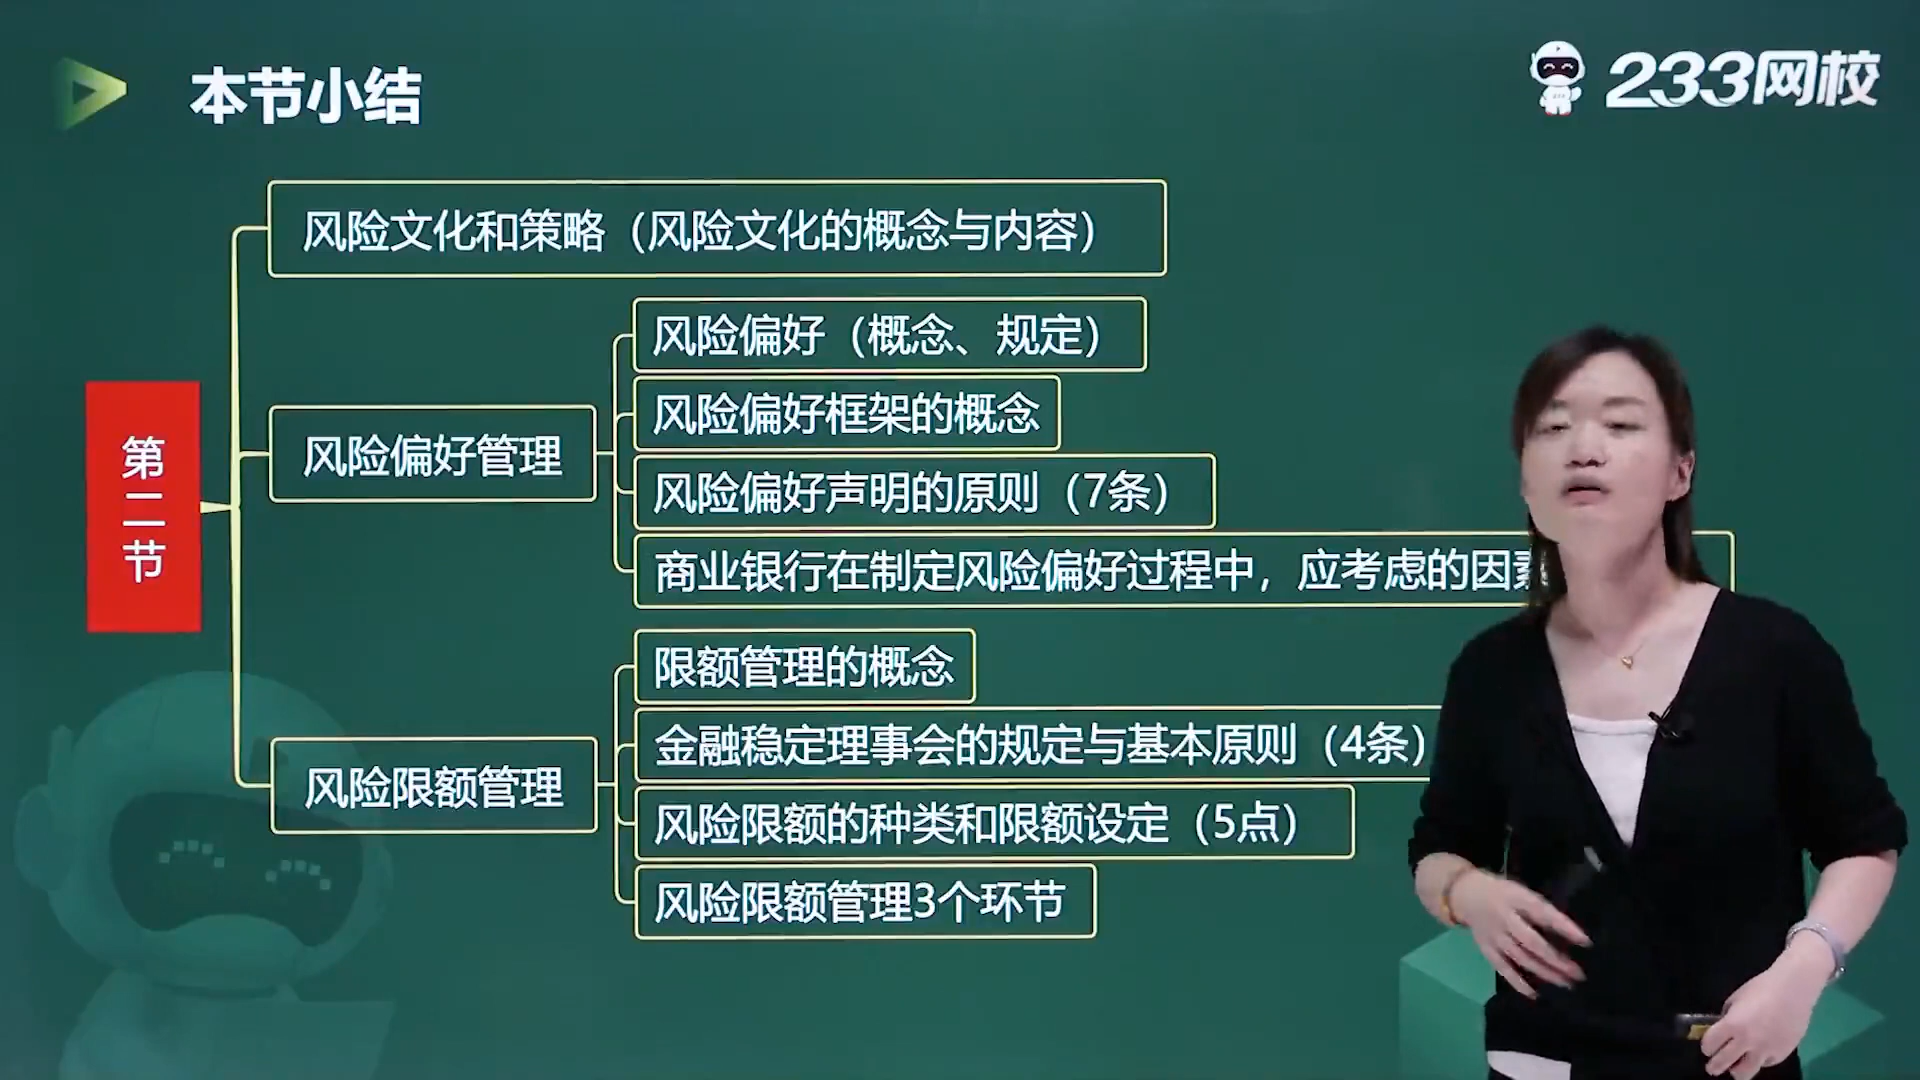 本节小结
233网校
风险文化和策略（风险文化的概念与内容）
第二节
风险偏好管理
风险偏好（概念、规定）
风险偏好框架的概念
风险偏好声明的原则（7条）
商业银行在制定风险偏好过程中，应考虑的因素
风险限额管理
限额管理的概念
金融稳定理事会的规定与基本原则（4条）
风险限额的种类和限额设定（5点）
风险限额管理3个环节